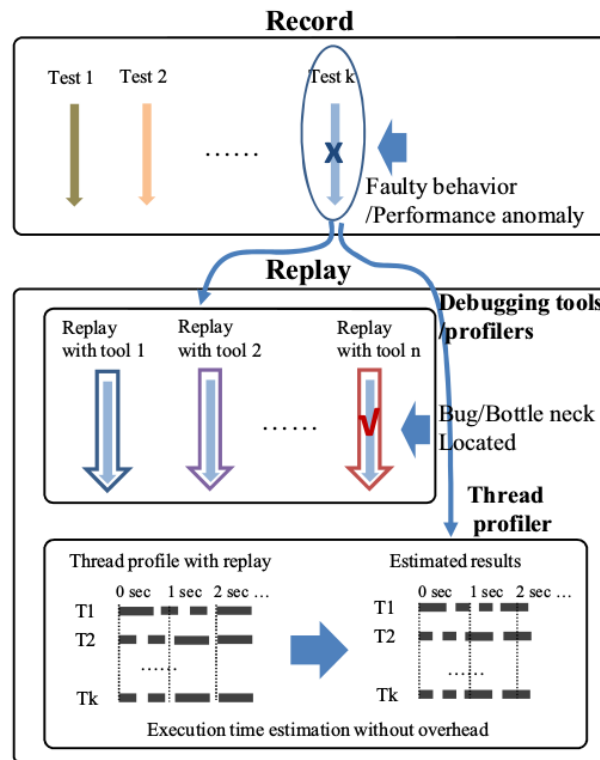 Record
Test 1
Test 2
Test k
......
X
Faulty behavior
/Performance anomaly
Replay
Debugging tools
/profilers
Replay
with tool 1
Replay
with tool 2
Replay
with tool n
......
√
Bug/Bottle neck
Located
Thread
profiler
Thread profile with replay
0 sec 1 sec 2 sec ...
T1
T2
......
Tk
Estimated results
0 sec 1 sec 2 sec ...
T1
T2
......
Tk
Execution time estimation without overhead